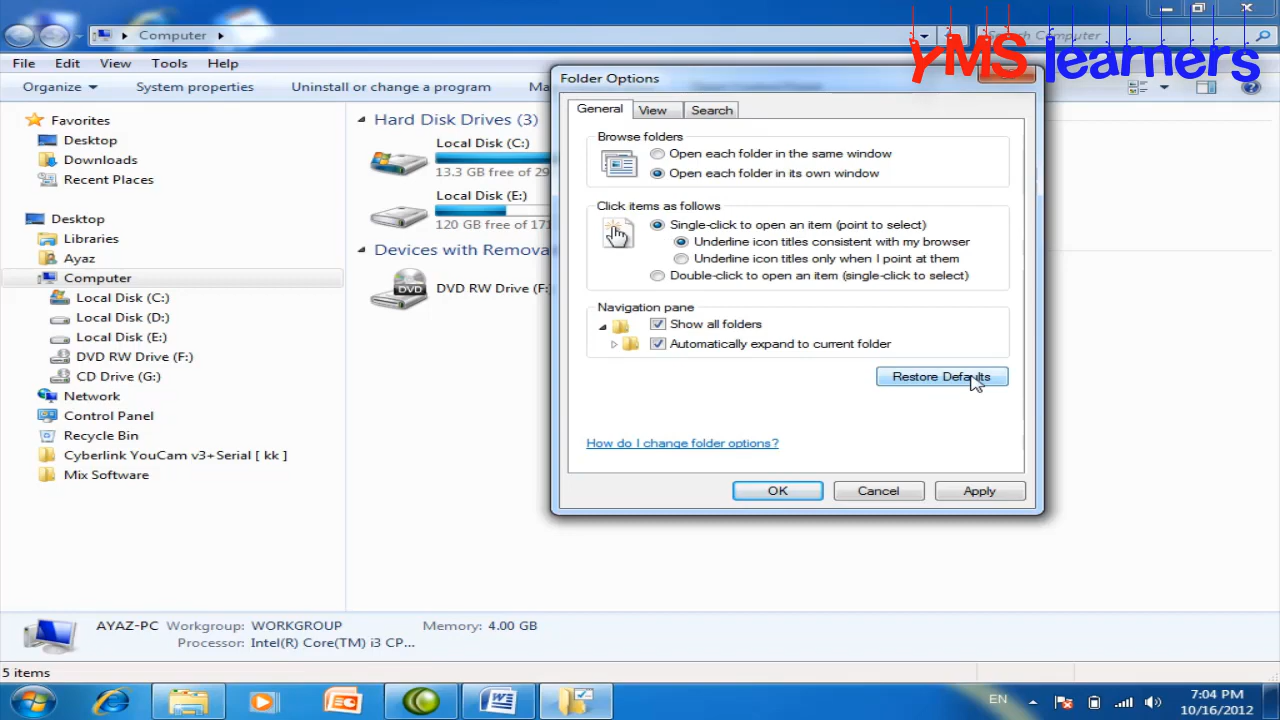 YMS learners
Computer
Search Computer
File Edit View Tools Help
Organize System properties Uninstall or change a program
Favorites
Desktop
Downloads
Recent Places
Desktop
Libraries
Ayaz
Computer
Local Disk (C:)
Local Disk (D:)
Local Disk (E:)
DVD RW Drive (F:)
CD Drive (G:)
Network
Control Panel
Recycle Bin
Cyberlink YouCam v3+Serial [ kk ]
Mix Software
Hard Disk Drives (3)
Local Disk (C:)
13.3 GB free of 29
Local Disk (E:)
120 GB free of 171
Devices with Remova
DVD
DVD RW Drive (F:
Folder Options
General View Search
Browse folders
Open each folder in the same window
Open each folder in its own window
Click items as follows
Single-click to open an item (point to select)
Underline icon titles consistent with my browser
Underline icon titles only when I point at them
Double-click to open an item (single-click to select)
Navigation pane
Show all folders
Automatically expand to current folder
Restore Defaults
How do I change folder options?
OK Cancel Apply
AYAZ-PC Workgroup: WORKGROUP Memory: 4.00 GB
Processor: Intel(R) Core(TM) i3 CP...
5 items
EN
7:04 PM
10/16/2012